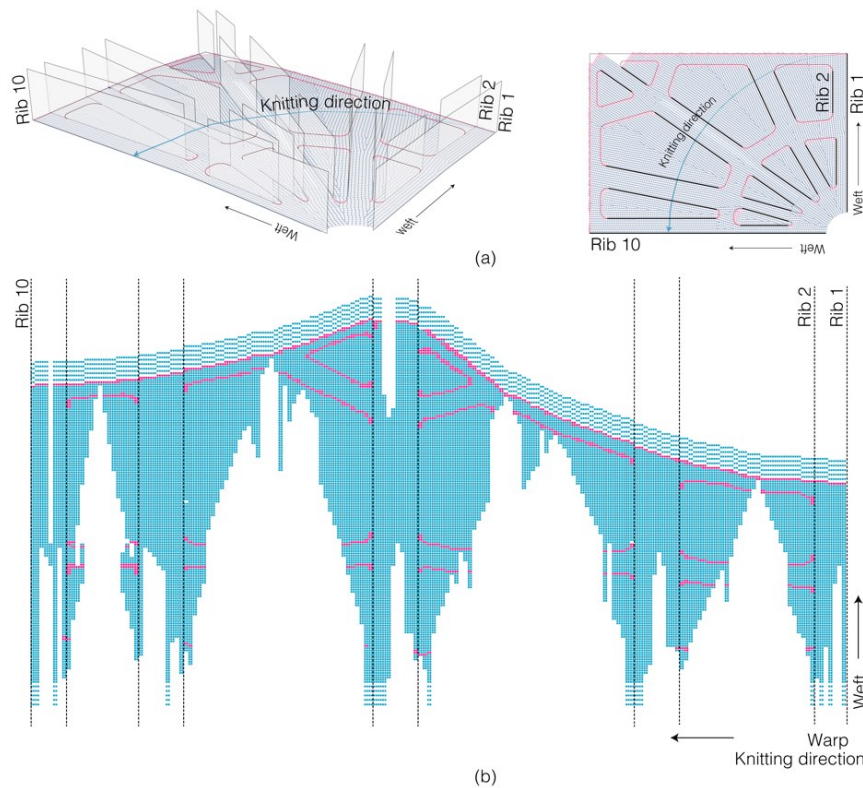 Rib 10
Knitting direction
Rib 2
Rib 1
Weft
weft
Rib 2
Rib 1
Knitting direction
Weft
Rib 10
Weft
(a)
Rib 10
Rib 2
Rib 1
Weft
Warp
Knitting direction
(b)